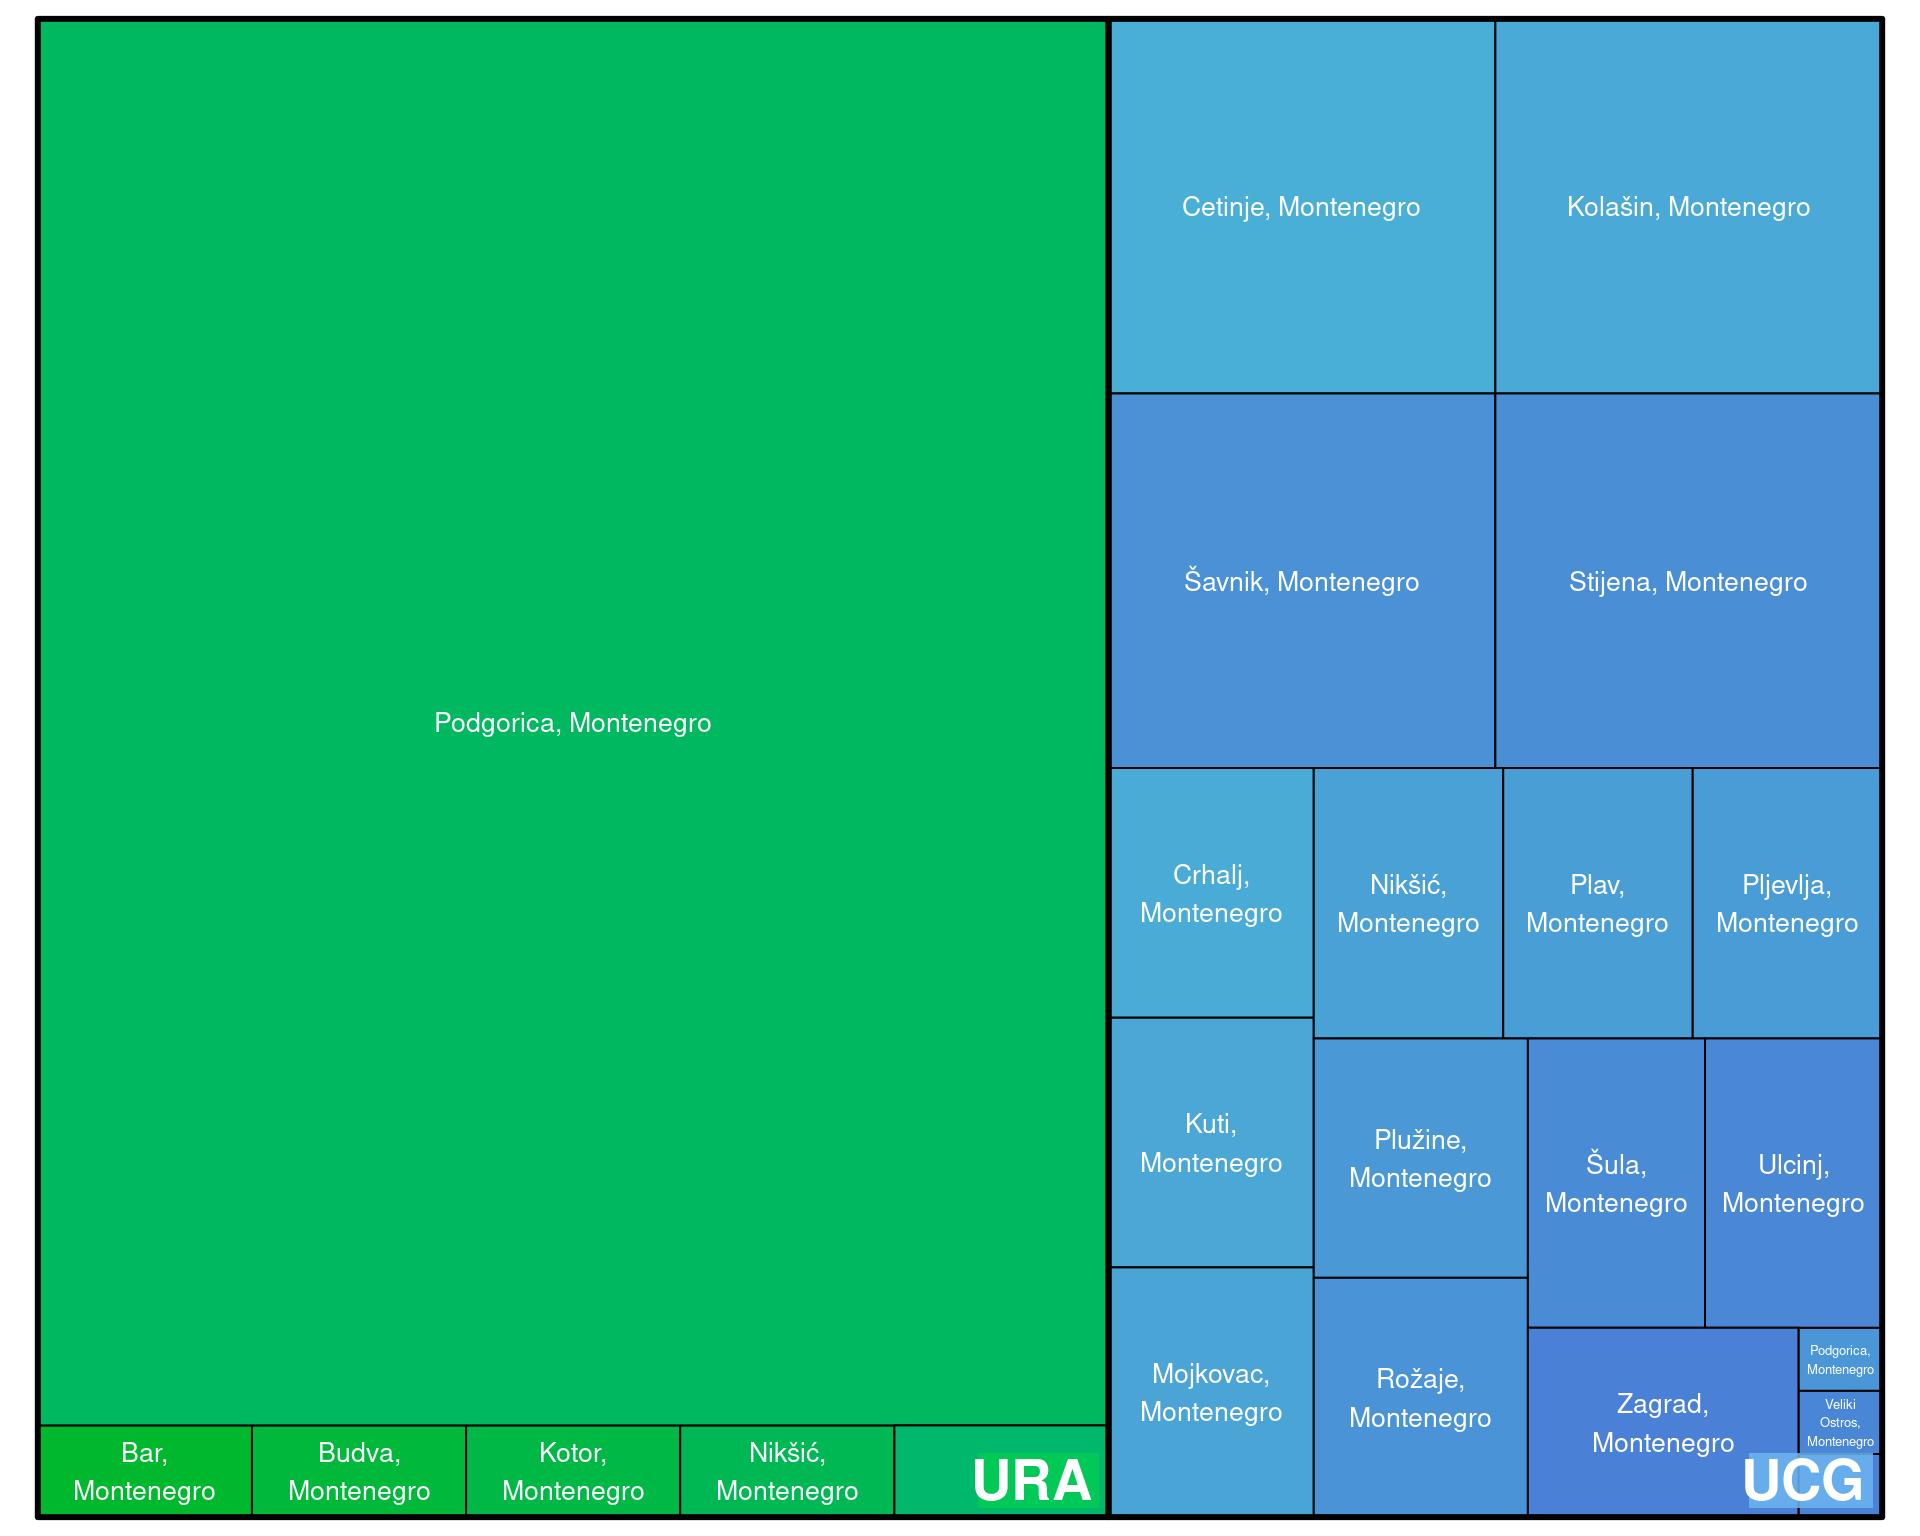 Podgorica, Montenegro
Bar,
Montenegro
Budva,
Montenegro
Kotor,
Montenegro
Nikšić,
Montenegro
URA
Cetinje, Montenegro
Kolašin, Montenegro
Šavnik, Montenegro
Stijena, Montenegro
Crhalj,
Montenegro
Kuti,
Montenegro
Mojkovac,
Montenegro
Nikšić,
Montenegro
Plav,
Montenegro
Pljevlja,
Montenegro
Plužine,
Montenegro
Rožaje,
Montenegro
Šula,
Montenegro
Ulcinj,
Montenegro
Zagrad,
Montenegro
Podgorica,
Montenegro
Veliki
Ostros,
Montenegro
UCG